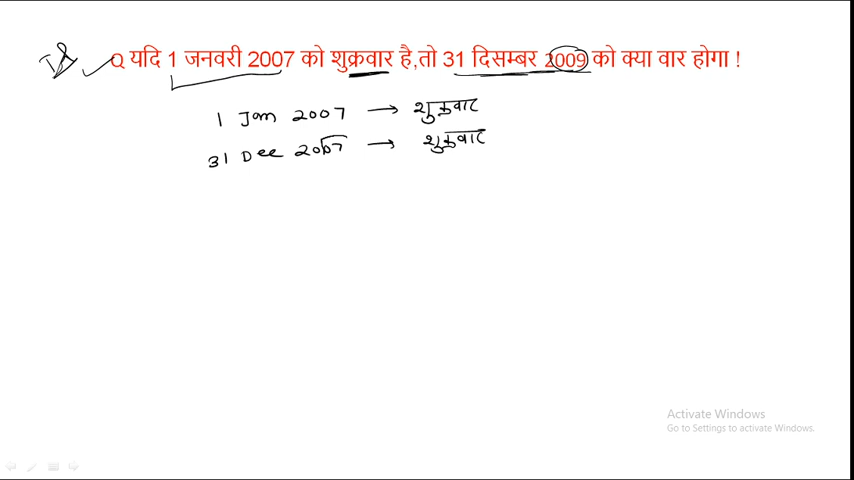 Q यदि 1 जनवरी 2007 को शुक्रवार है,तो 31 दिसम्बर 2009 को क्या वार होगा !
1 Jan 2007 → शुक्रवार
31 Dec 2007 → शुक्रवार
Activate Windows
Go to Settings to activate Windows.